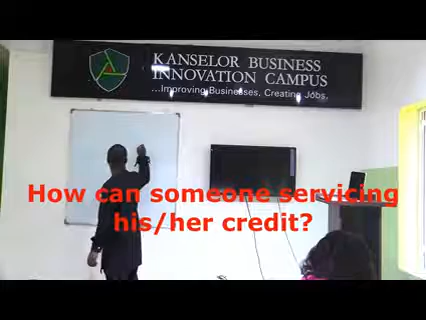 KANSELOR BUSINESS
INNOVATION CAMPUS
...Improving Businesses, Creating Jobs.
How can someone servicing
his/her credit?